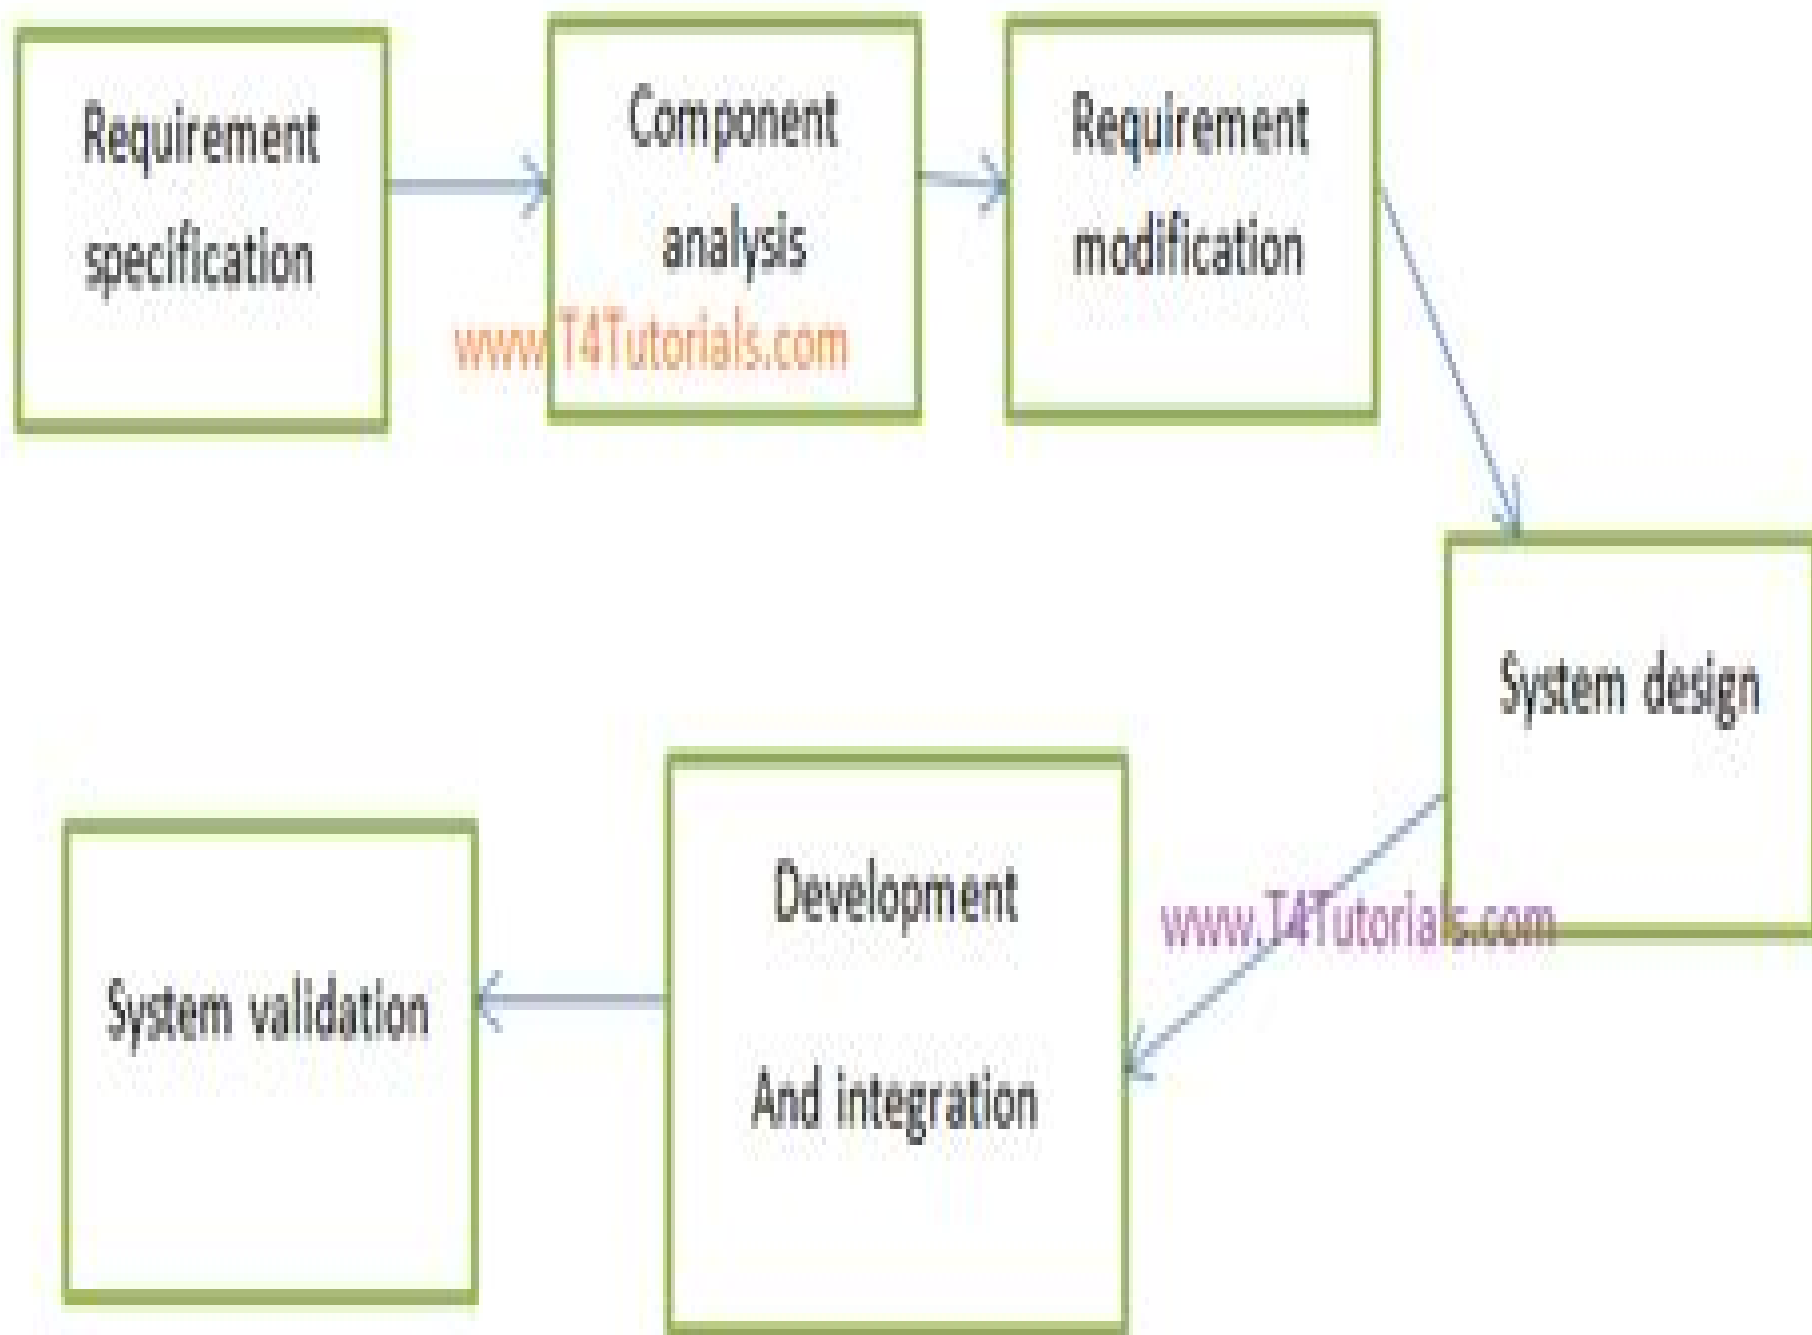 Requirement
specification
Component
analysis
www.T4Tutorials.com
Requirement
modification
System design
www.T4Tutorials.com
Development
And integration
System validation